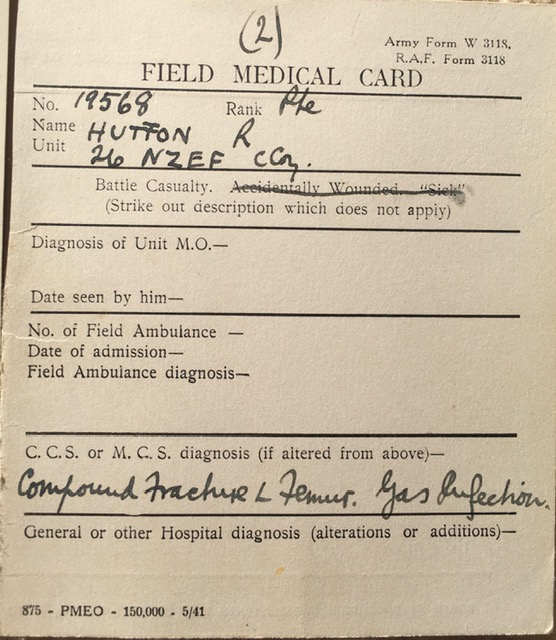 (2)
Army Form W 3118.
R.A.F. Form 3118
FIELD MEDICAL CARD
No. 19568 Rank Pte
Name HUTTON R
Unit 26 NZEF C Coy.
Battle Casualty. Accidentally Wounded. "Sick"
(Strike out description which does not apply)
Diagnosis of Unit M.O.—
Date seen by him—
No. of Field Ambulance —
Date of admission—
Field Ambulance diagnosis—
C.C.S. or M.C.S. diagnosis (if altered from above)—
Compound Fracture L Femur. Gas Infection.
General or other Hospital diagnosis (alterations or additions)—
875 - PMEO - 150,000 - 5/41